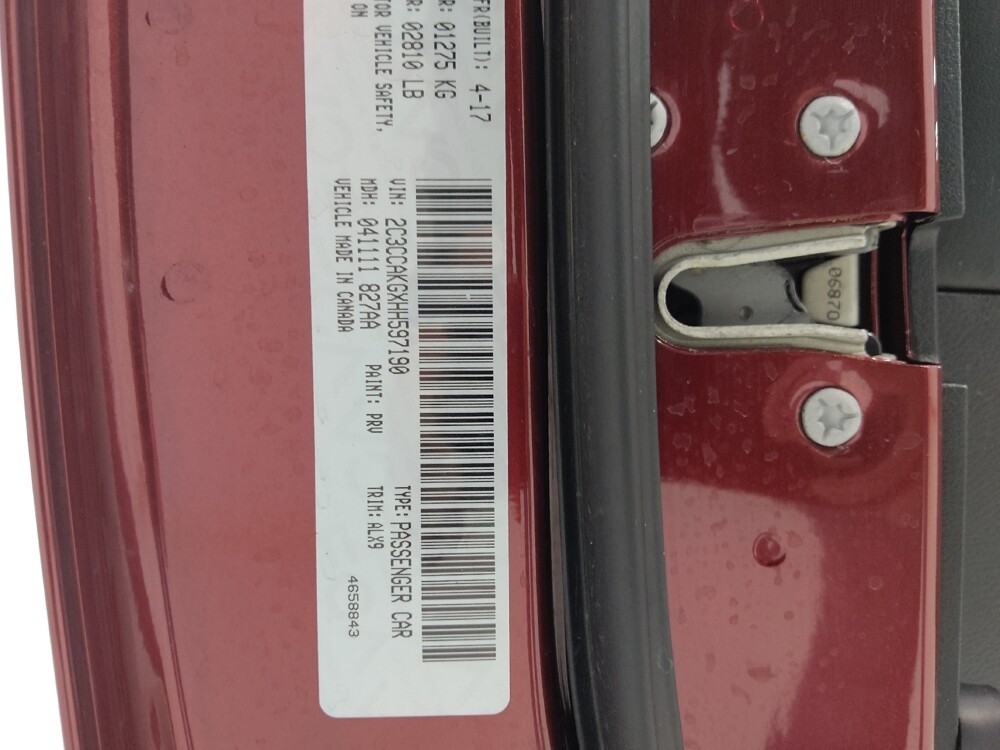 FR(BUILT): 4-17
R: 01275 KG
R: 02810 LB
TOR VEHICLE SAFETY,
ON
VIN: 2C3CCAKGXHH597190
TYPE: PASSENGER CAR
MDH: 041111 827AA
PAINT: PRV
TRIM: ALX9
VEHICLE MADE IN CANADA
4658843
06870